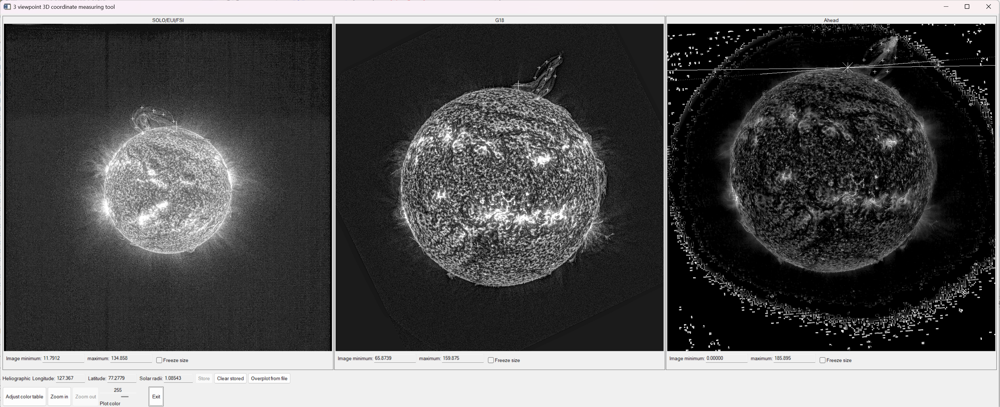 3 viewpoint 3D coordinate measuring tool
SOLO/EUI/FSI
G18
Ahead
Image minimum: 11.7912 maximum: 134.858 Freeze size
Image minimum: 65.8739 maximum: 159.875 Freeze size
Image minimum: 0.00000 maximum: 185.895 Freeze size
Heliographic Longitude: 127.367 Latitude: 77.2779 Solar radii: 1.08543 Store Clear stored Overplot from file
255
Adjust color table Zoom in Zoom out Exit
Plot color